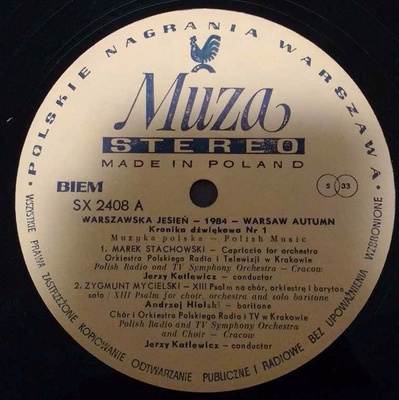 POLSKIE NAGRANIA WARSZAWA
Muza
STEREO
MADE IN POLAND
BIEM
SX 2408 A
S 33
WARSZAWSKA JESIEŃ — 1984 — WARSAW AUTUMN
Kronika dźwiękowa Nr 1
Muzyka polska — Polish Music
1. MAREK STACHOWSKI - Capriccio for orchestra
Orkiestra Polskiego Radia i Telewizji w Krakowie
Polish Radio and TV Symphony Orchestra - Cracow
Jerzy Katlewicz - conductor
2. ZYGMUNT MYCIELSKI - XIII Psalm na chór, orkiestrę i baryton
solo / XIII Psalm for choir, orchestra and solo baritone
Andrzej Hiolski - baritone
Chór i Orkiestra Polskiego Radia i TV w Krakowie
Polish Radio and TV Symphony Orchestra
and Choir — Cracow
Jerzy Katlewicz - conductor
WSZYSTKIE PRAWA ZASTRZEŻONE KOPIOWANIE ODTWARZANIE PUBLICZNE I RADIOWE BEZ UPOWAŻNIENIA WZBRONIONE